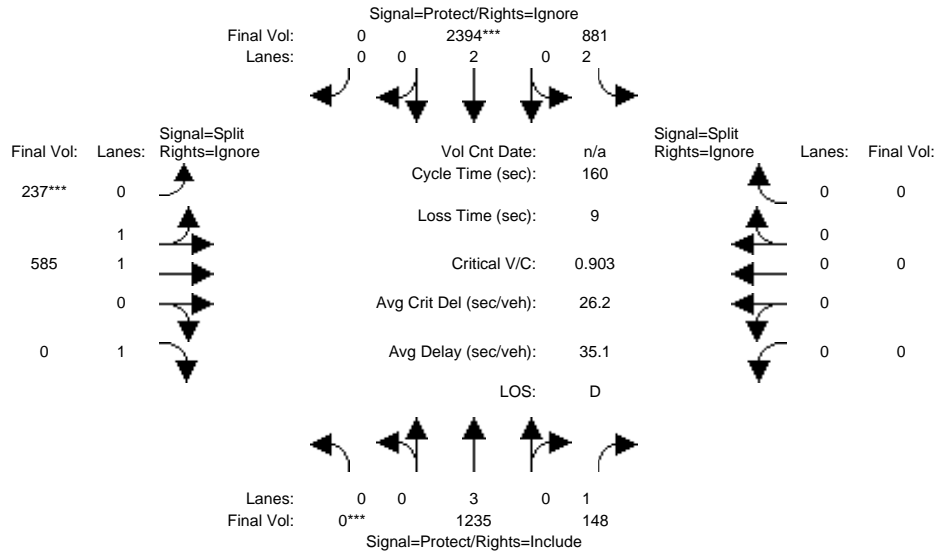 Signal=Protect/Rights=Ignore
Final Vol: 0 2394*** 881
Lanes: 0 0 2 0 2
Signal=Split
Final Vol: Lanes: Rights=Ignore
Vol Cnt Date: n/a
Signal=Split
Rights=Ignore Lanes: Final Vol:
237*** 0
Cycle Time (sec): 160
0 0
1
Loss Time (sec): 9
0
585 1
Critical V/C: 0.903
0 0
0
Avg Crit Del (sec/veh): 26.2
0
0 1
Avg Delay (sec/veh): 35.1
0 0
LOS: D
Lanes: 0 0 3 0 1
Final Vol: 0*** 1235 148
Signal=Protect/Rights=Include